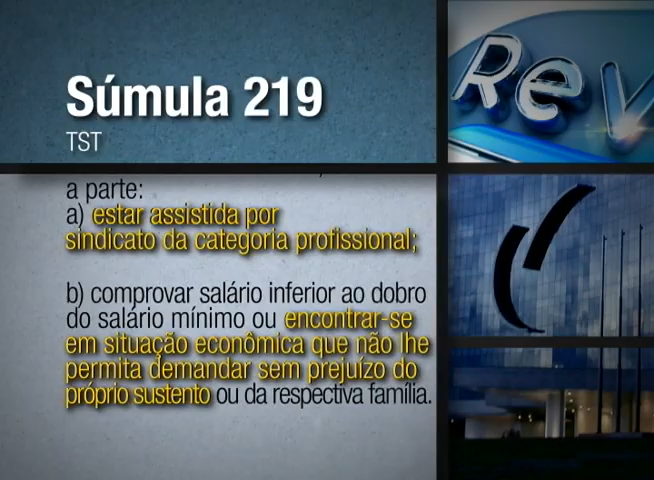 Súmula 219
TST
a parte:
a) estar assistida por
sindicato da categoria profissional;
b) comprovar salário inferior ao dobro
do salário mínimo ou encontrar-se
em situação econômica que não lhe
permita demandar sem prejuízo do
próprio sustento ou da respectiva família.
Rev